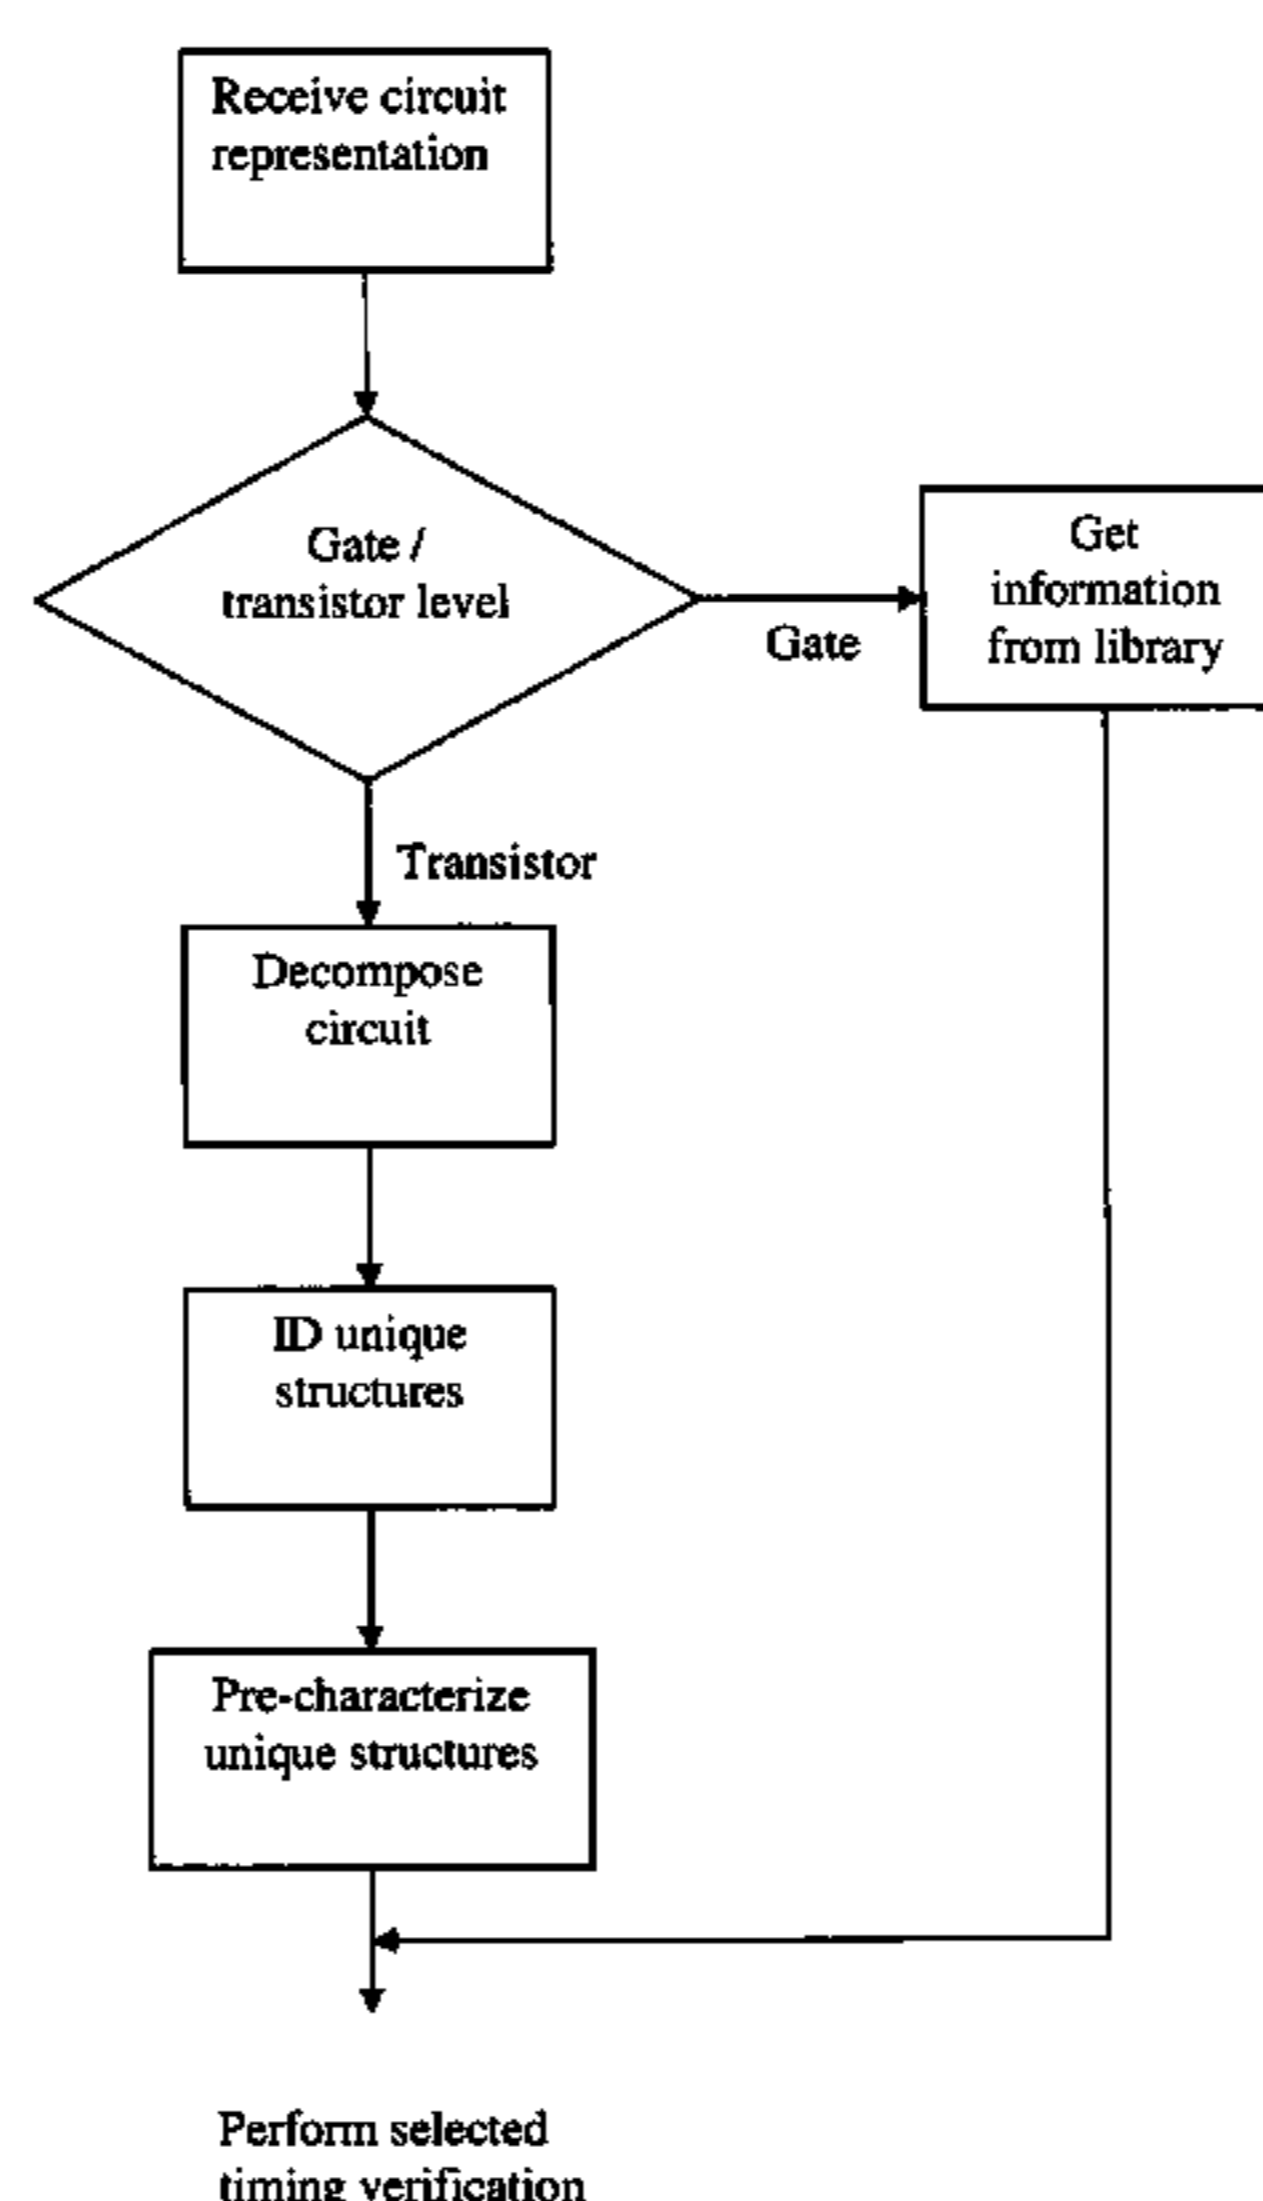 Receive circuit
representation
Gate /
transistor level
Gate
Get
information
from library
Transistor
Decompose
circuit
ID unique
structures
Pre-characterize
unique structures
Perform selected
timing verification